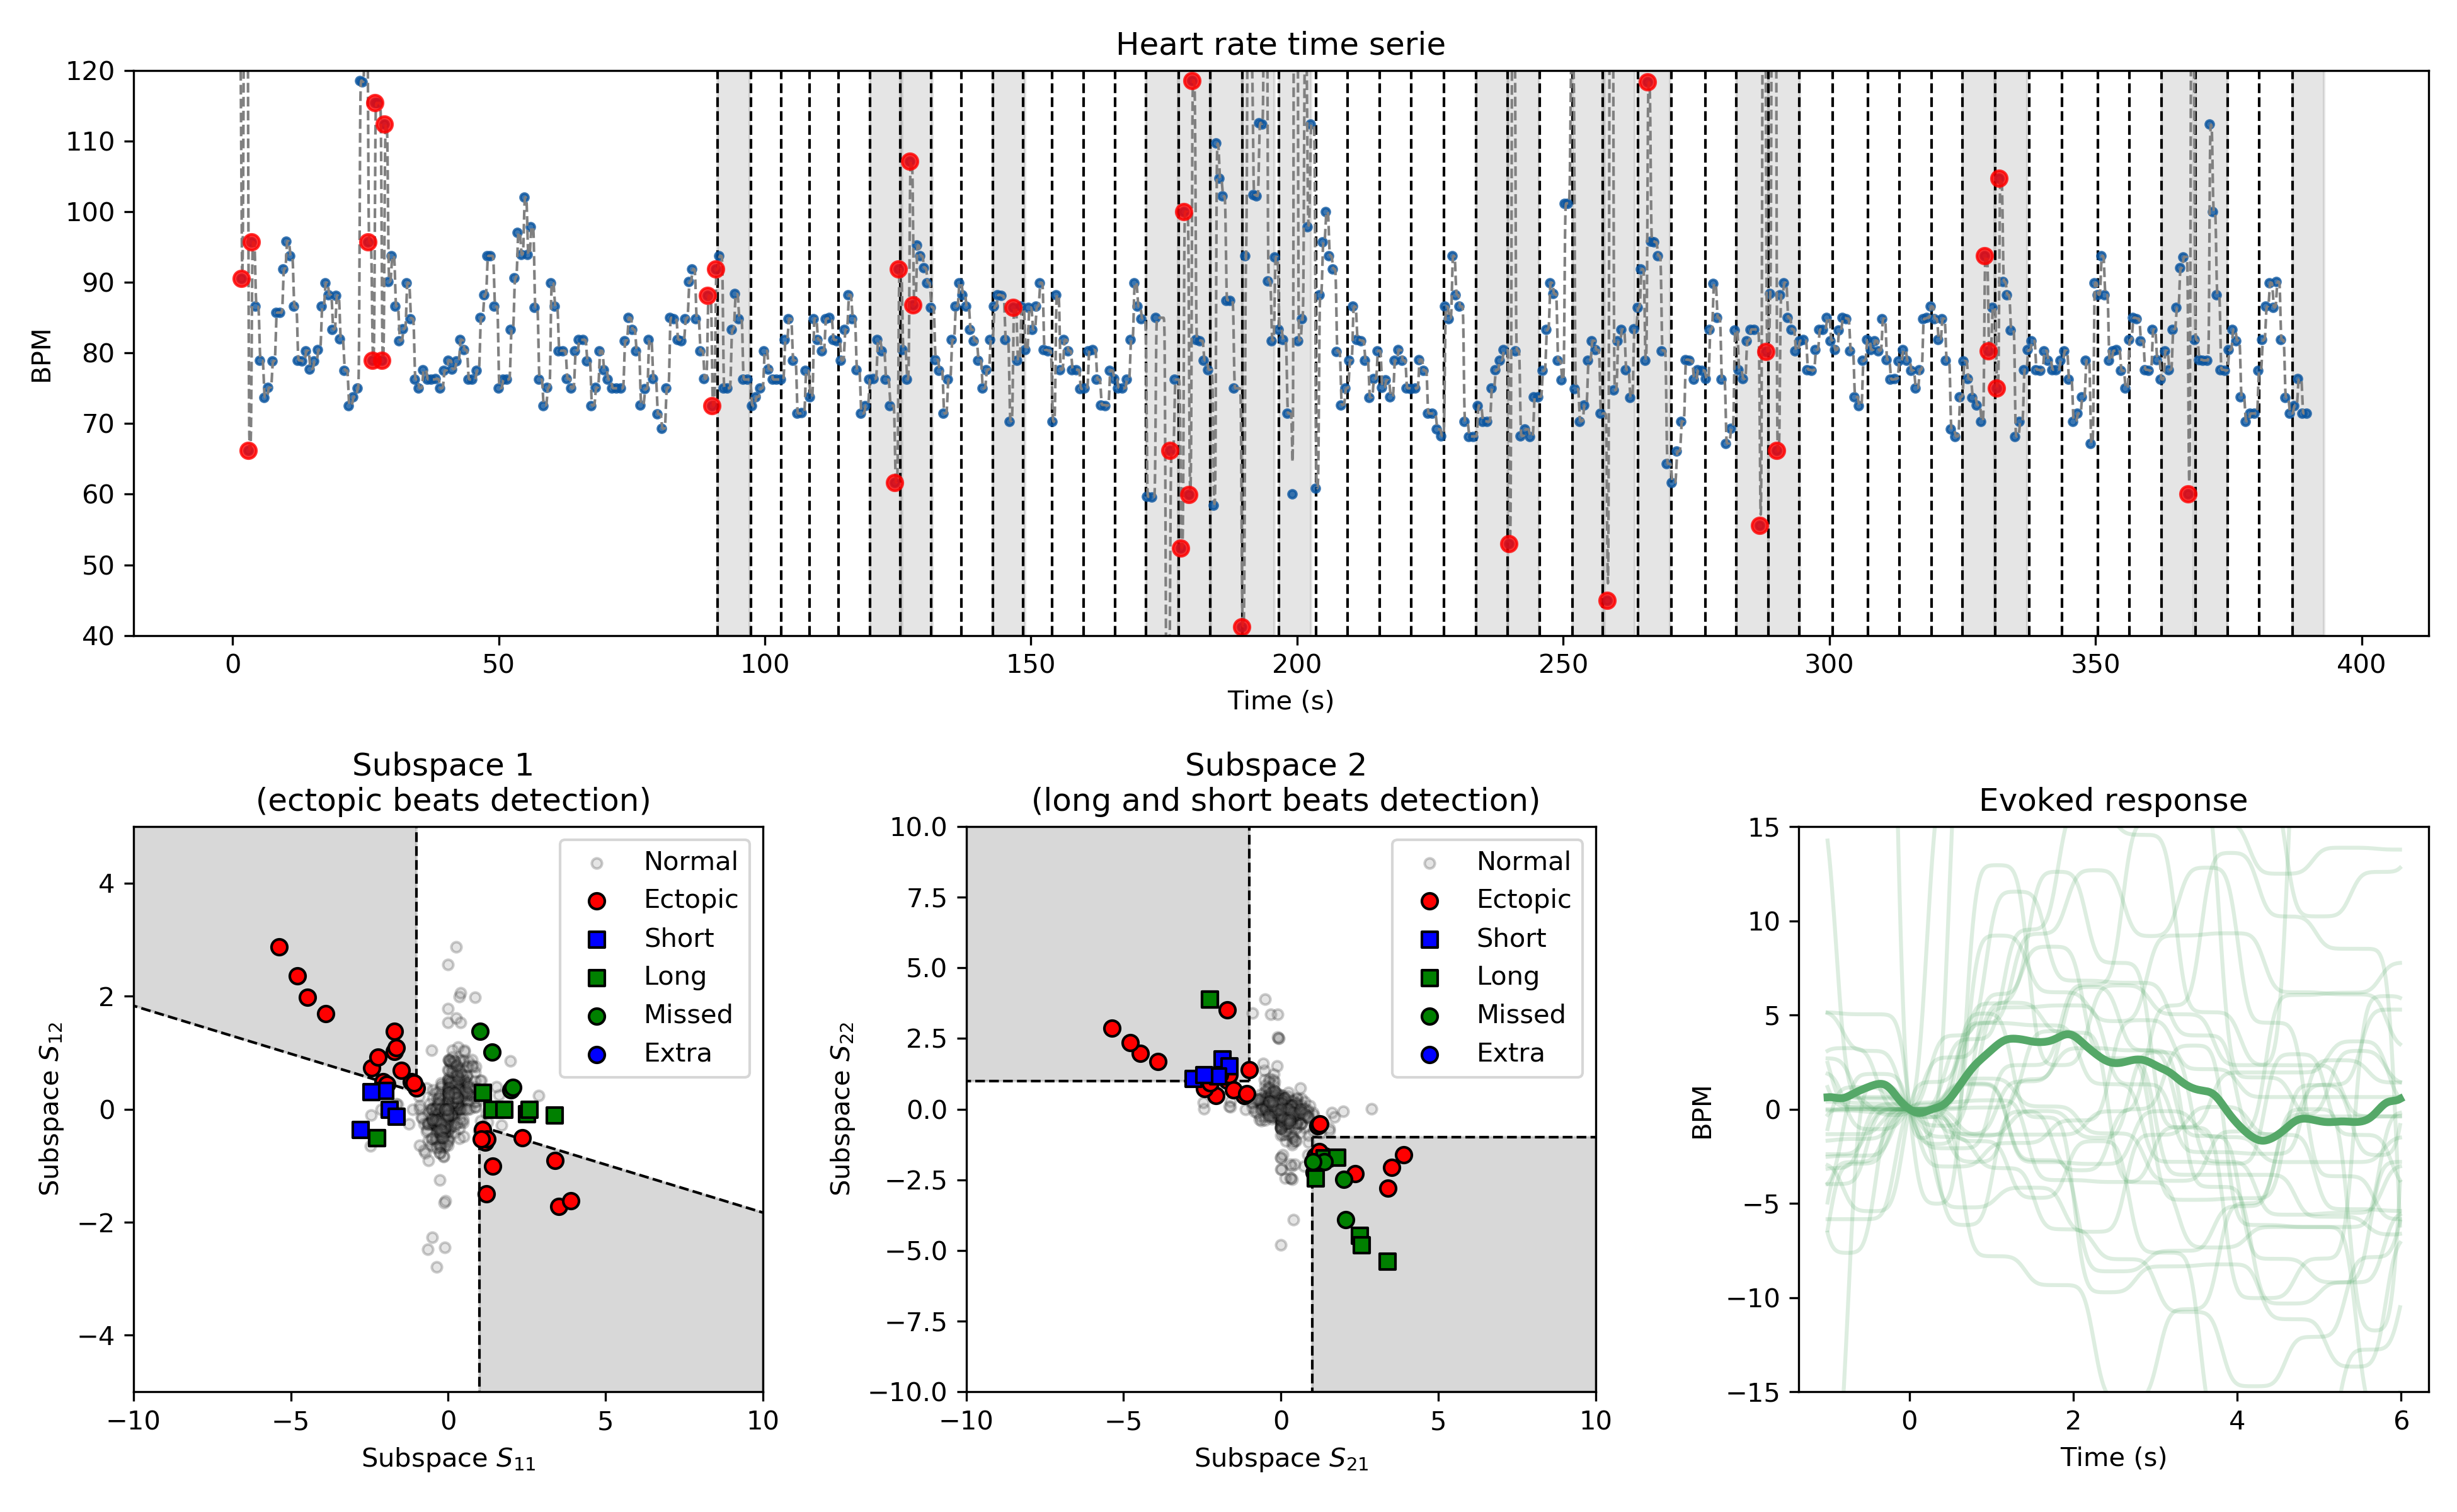 Heart rate time serie
120
110
100
90
80
70
60
50
40
BPM
0 50 100 150 200 250 300 350 400
Time (s)
Subspace 1
(ectopic beats detection)
4
2
0
−2
−4
Subspace S12
−10 −5 0 5 10
Subspace S11
Normal
Ectopic
Short
Long
Missed
Extra
Subspace 2
(long and short beats detection)
10.0
7.5
5.0
2.5
0.0
−2.5
−5.0
−7.5
−10.0
Subspace S22
−10 −5 0 5 10
Subspace S21
Normal
Ectopic
Short
Long
Missed
Extra
Evoked response
15
10
5
0
−5
−10
−15
BPM
0 2 4 6
Time (s)